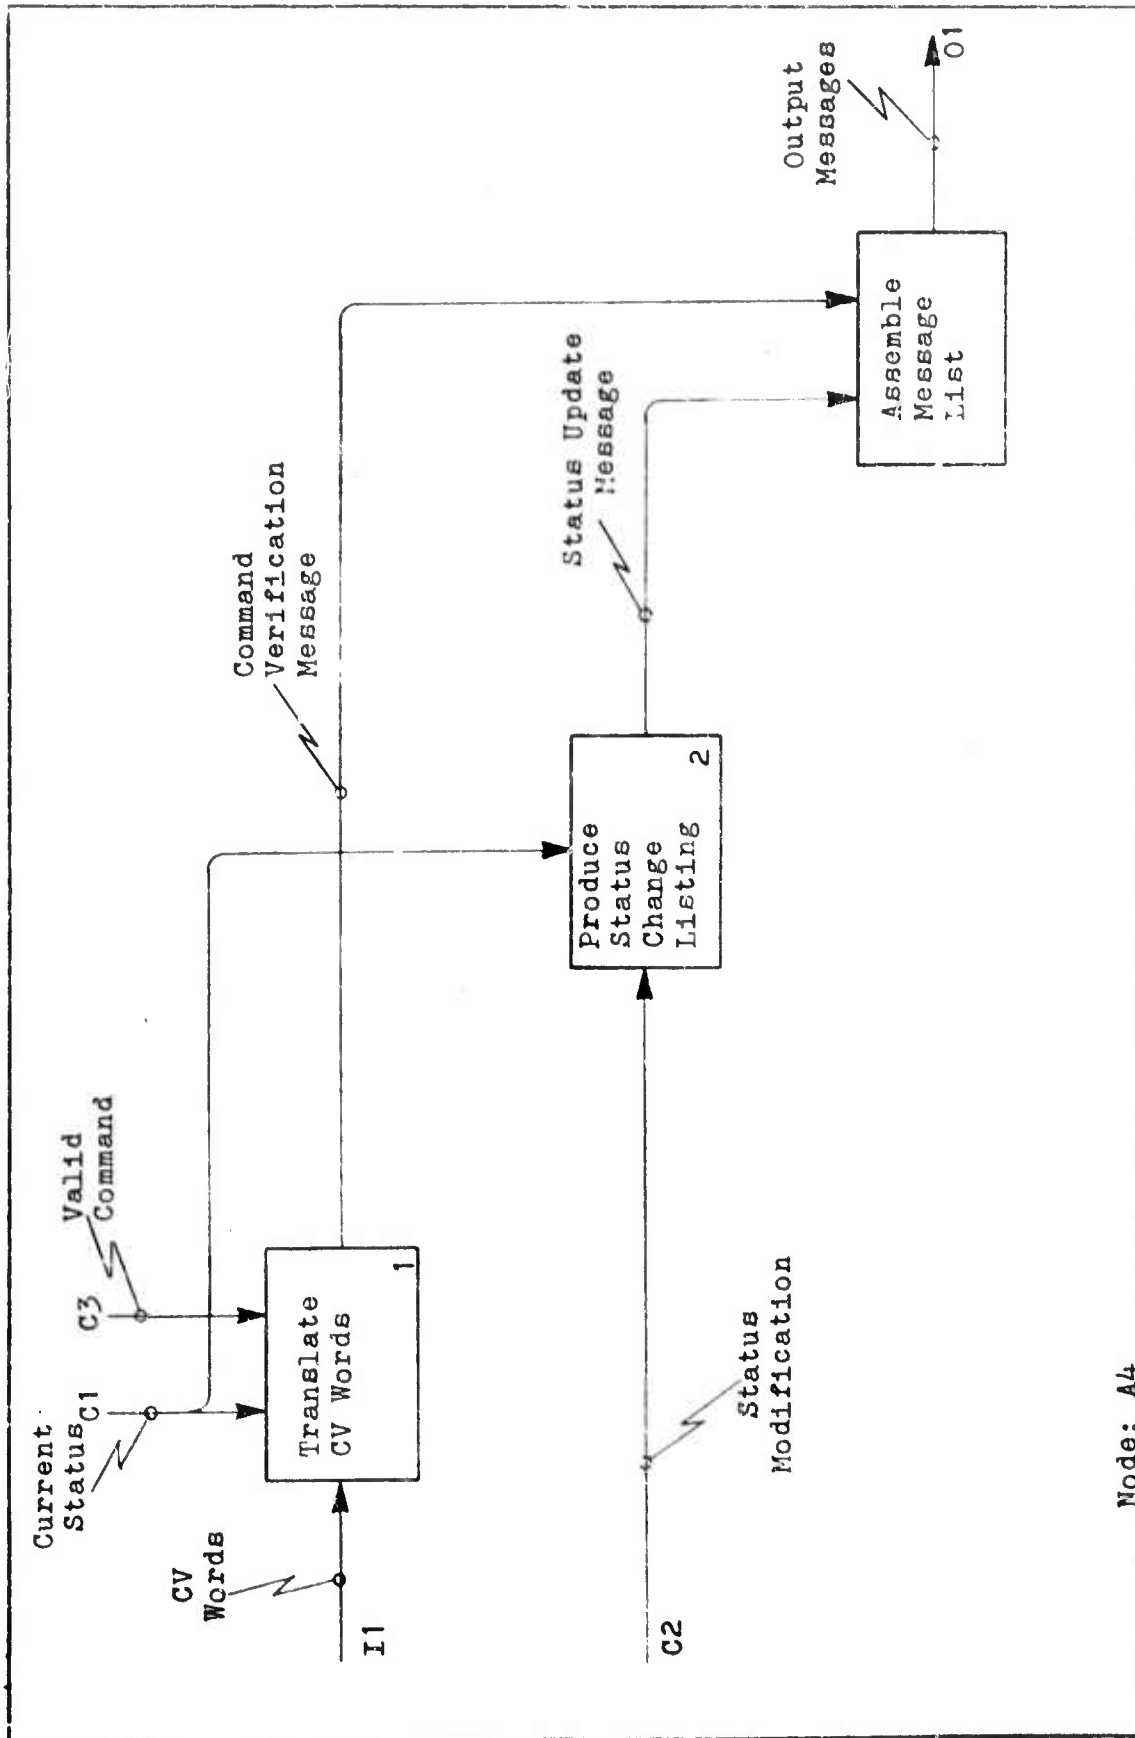 Current
Status
C1
C3
Valid
Command
CV
Words
I1
Translate
CV Words
1
Command
Verification
Message
C2
Status
Modification
Produce
Status
Change
Listing
2
Status Update
Message
Assemble
Message
List
Output
Messages
O1
Node: A4